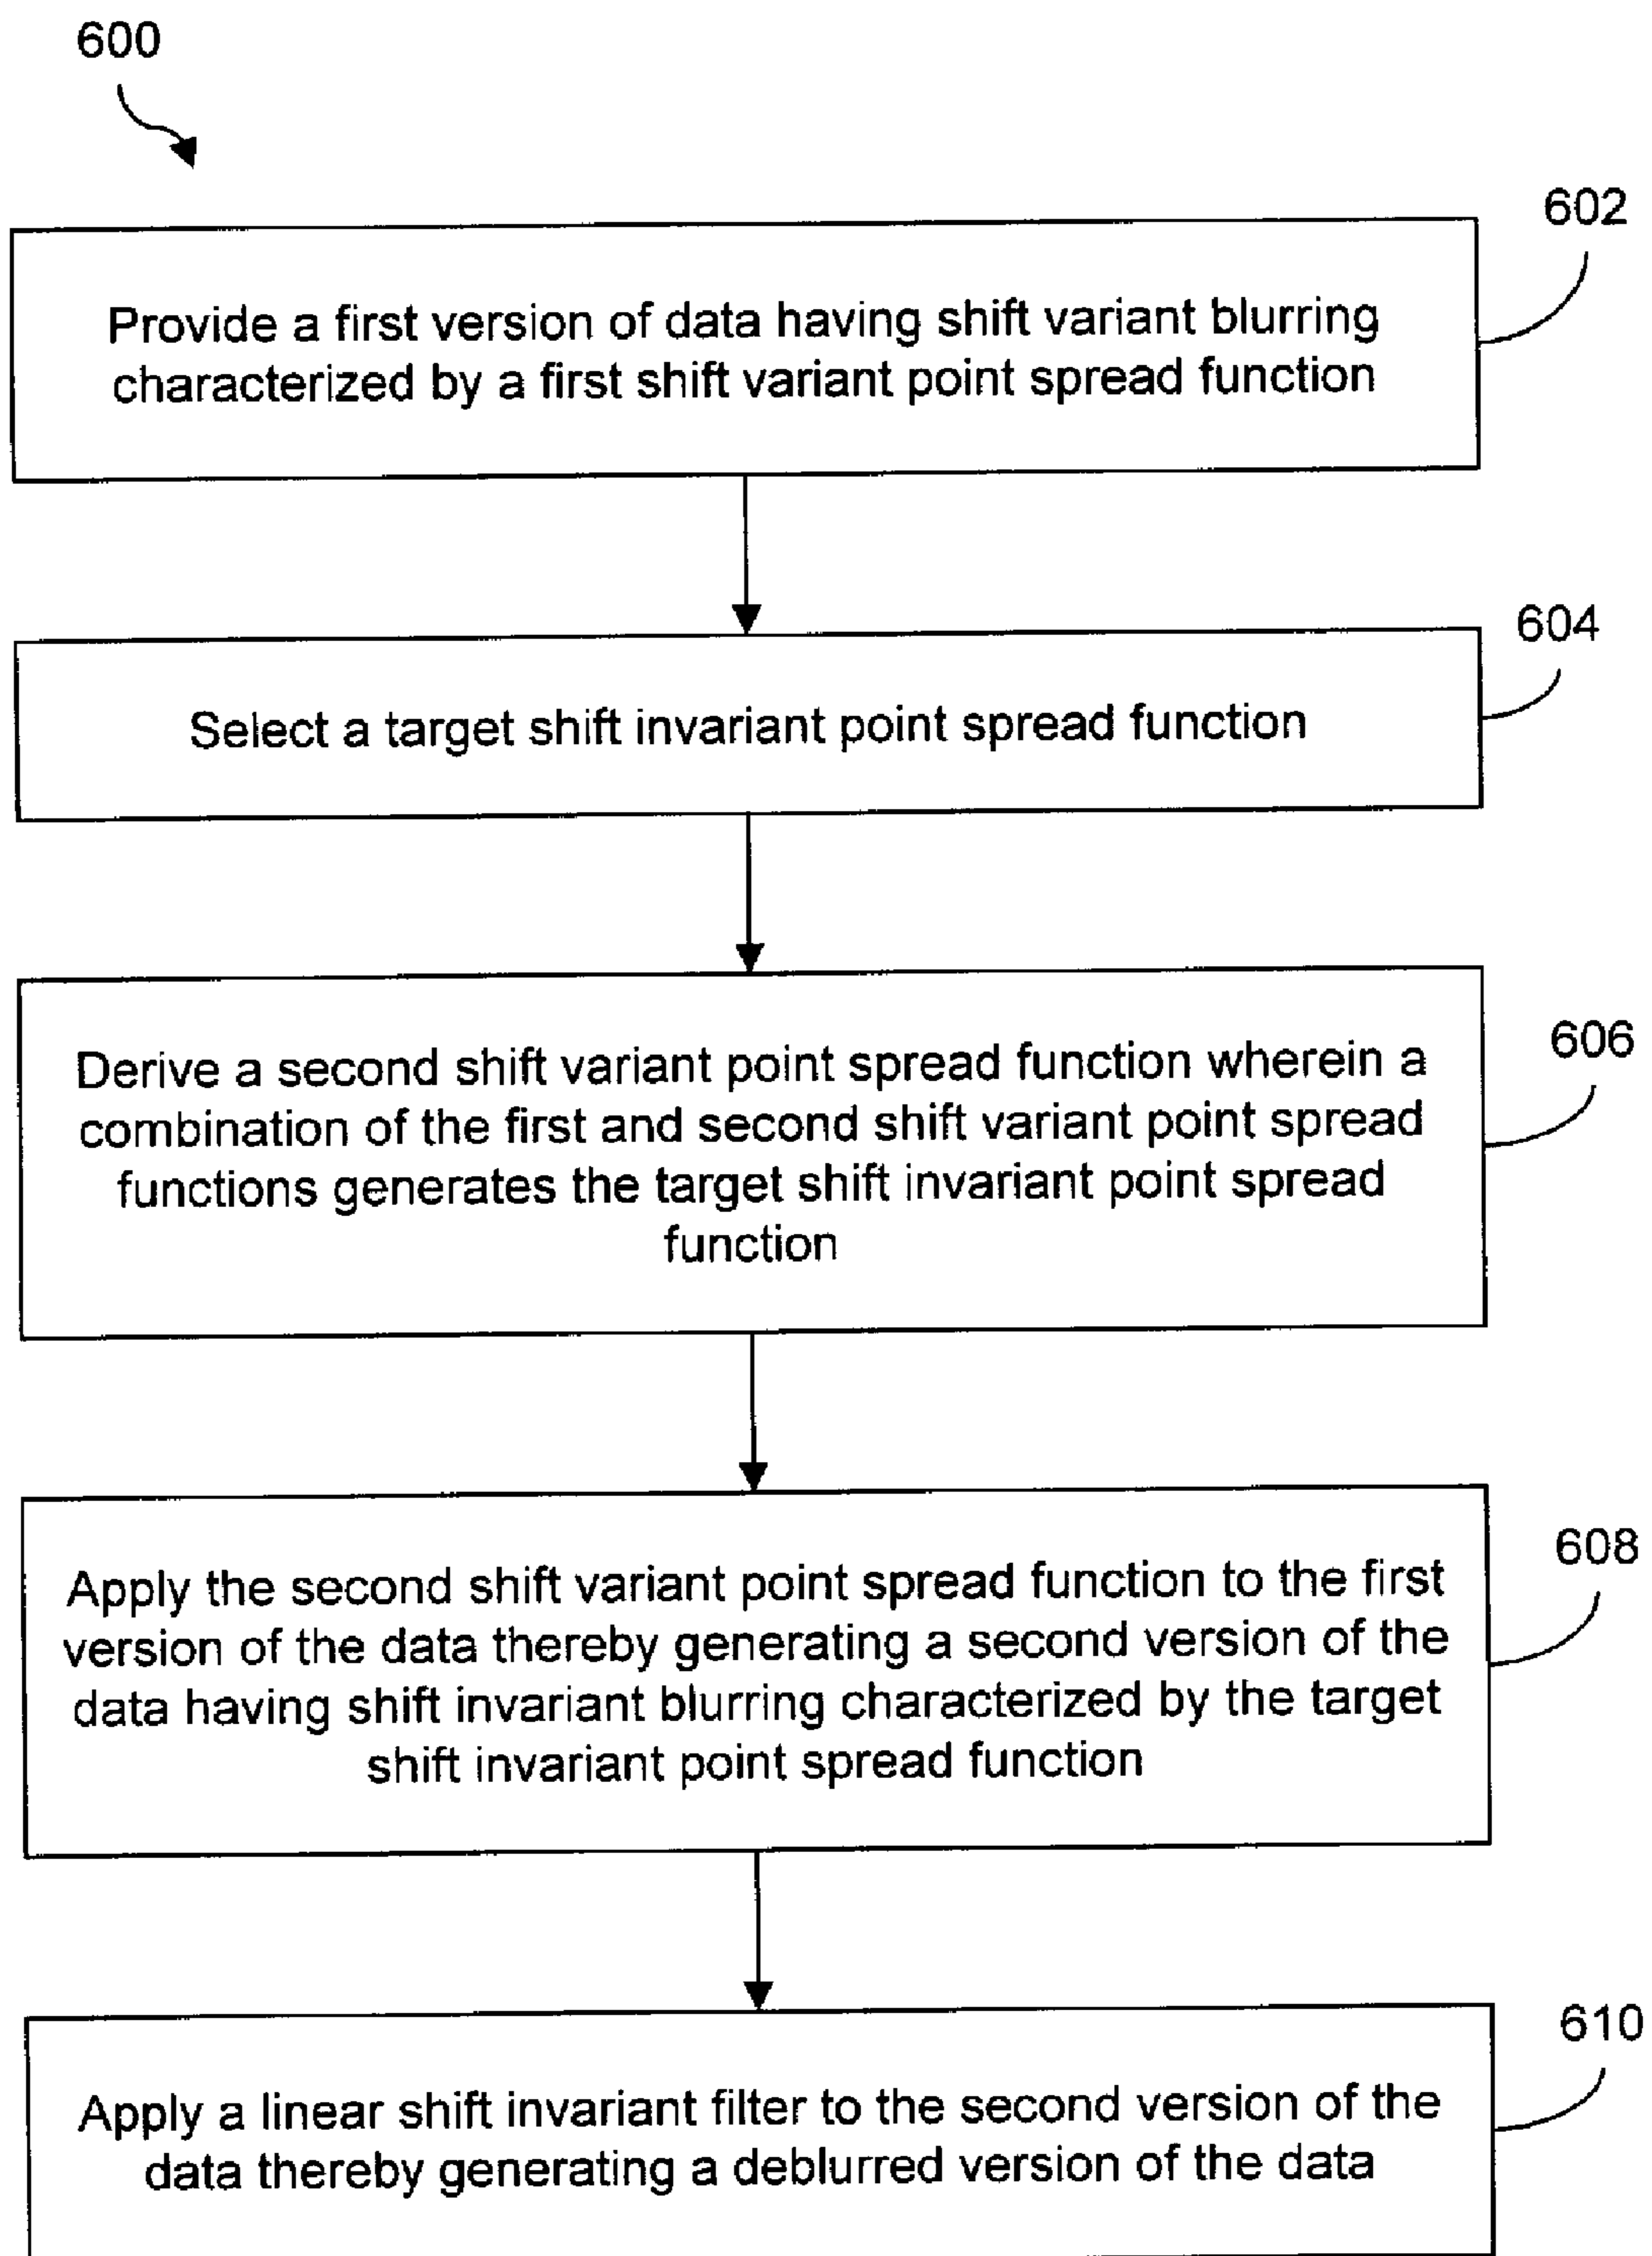 600
602
Provide a first version of data having shift variant blurring
characterized by a first shift variant point spread function
604
Select a target shift invariant point spread function
606
Derive a second shift variant point spread function wherein a
combination of the first and second shift variant point spread
functions generates the target shift invariant point spread
function
608
Apply the second shift variant point spread function to the first
version of the data thereby generating a second version of the
data having shift invariant blurring characterized by the target
shift invariant point spread function
610
Apply a linear shift invariant filter to the second version of the
data thereby generating a deblurred version of the data